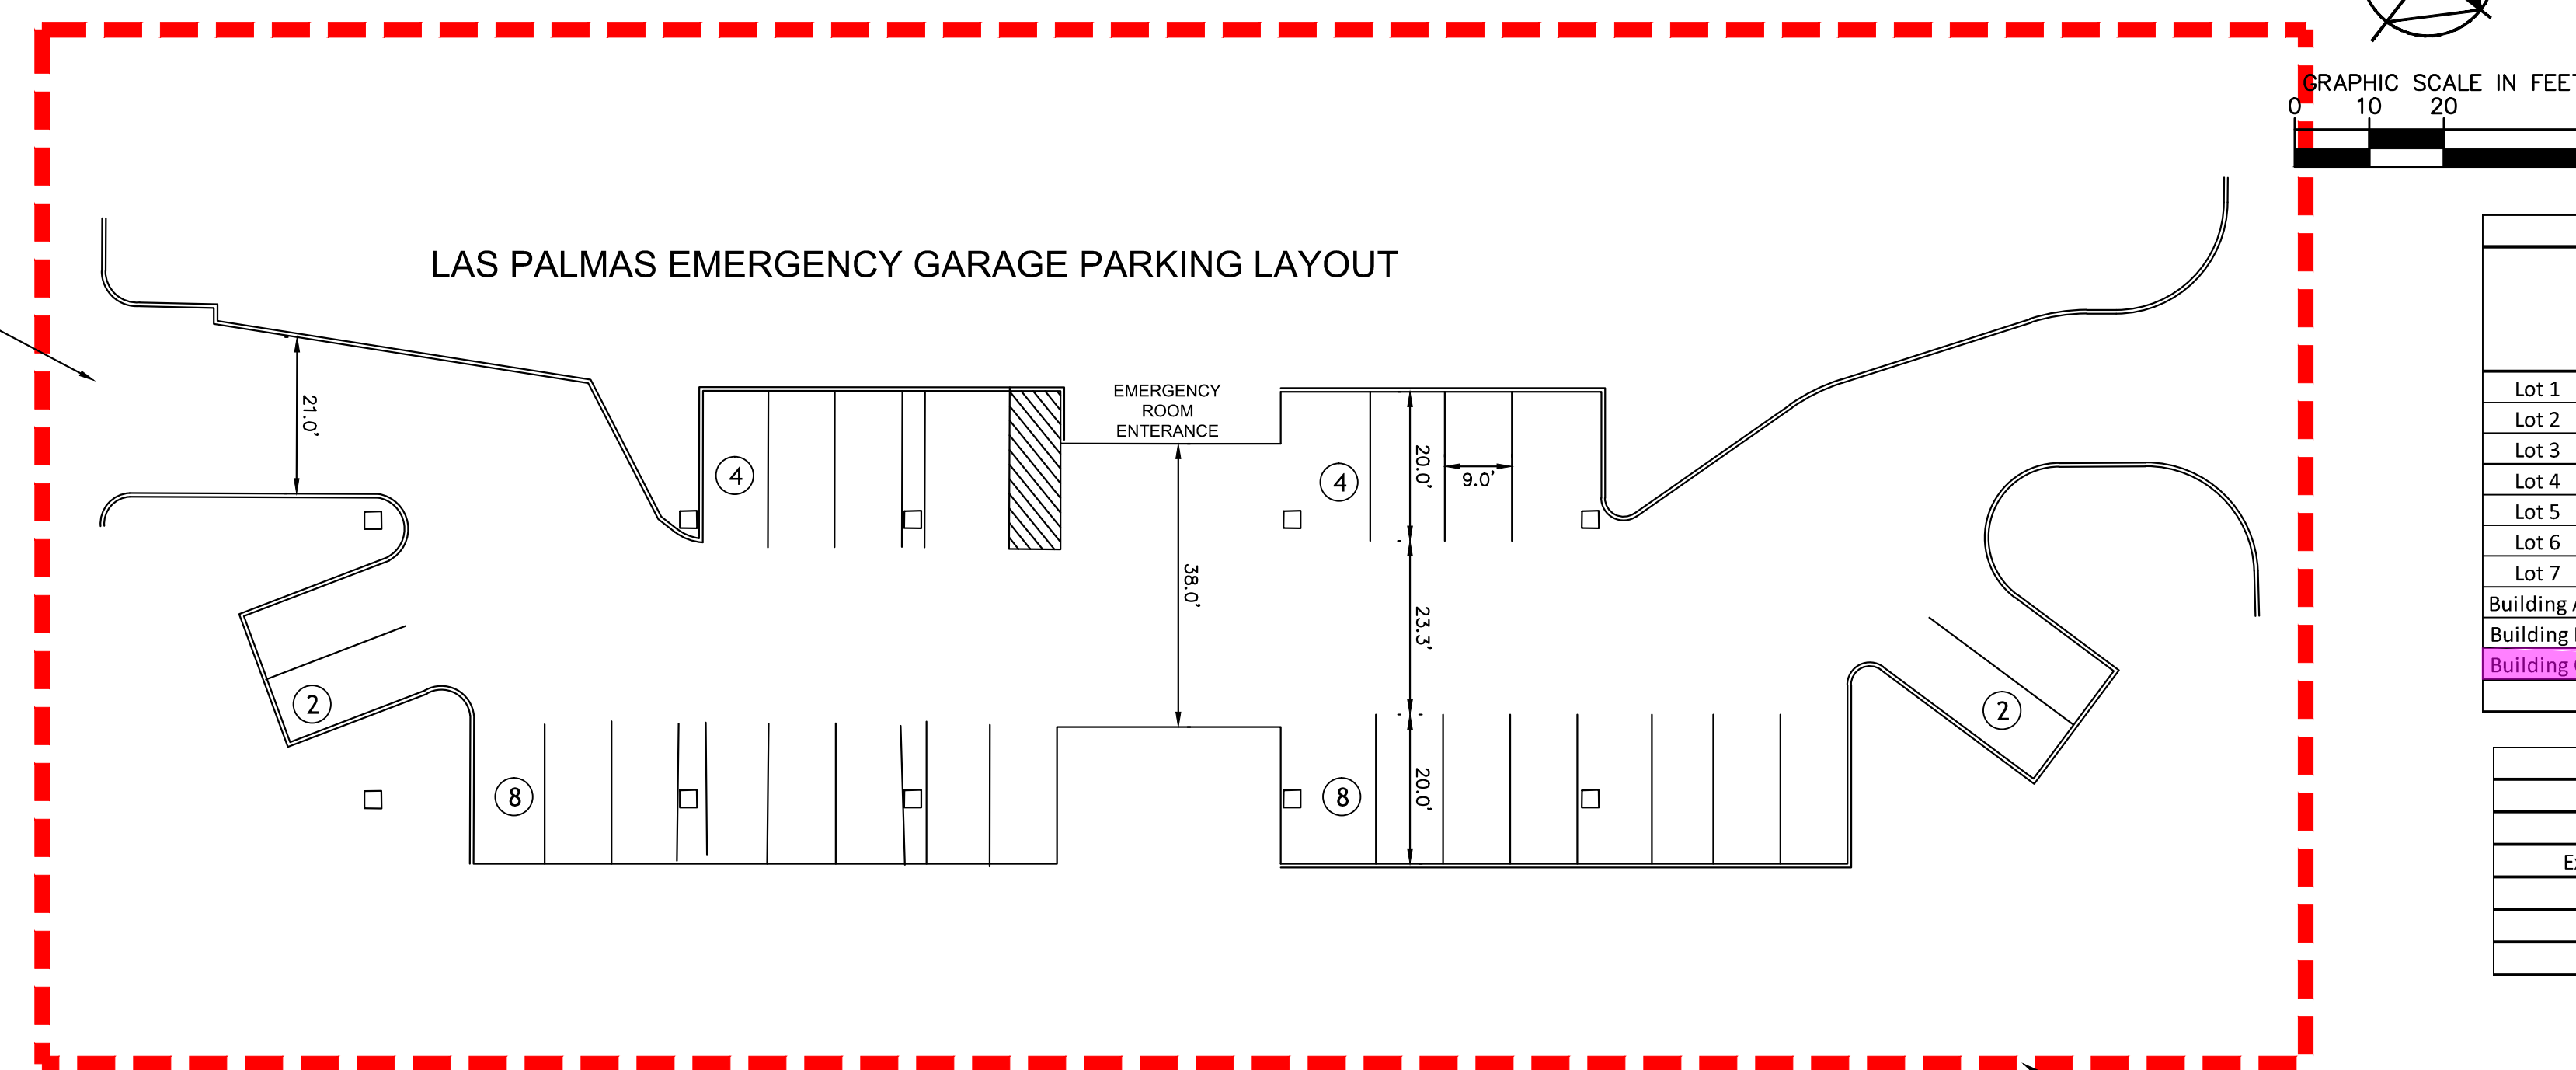 GRAPHIC SCALE IN FEET
0 10 20
LAS PALMAS EMERGENCY GARAGE PARKING LAYOUT
EMERGENCY
ROOM
ENTERANCE
21.0'
4
4
20.0'
9.0'
38.0'
23.3'
2
2
8
8
20.0'
Lot 1
Lot 2
Lot 3
Lot 4
Lot 5
Lot 6
Lot 7
Building
Building
Building